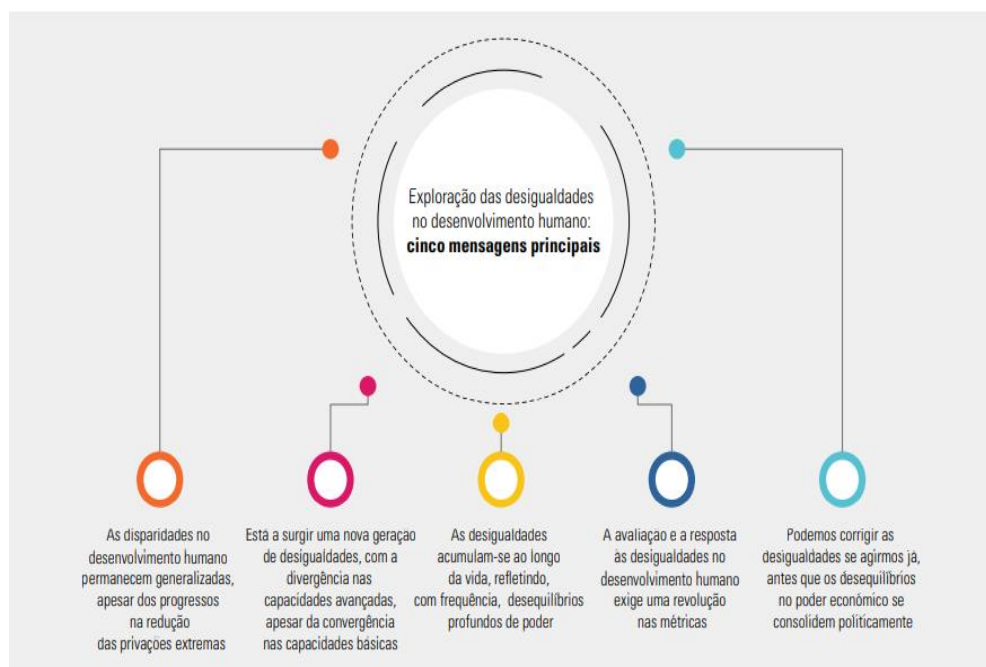 Exploração das desigualdades
no desenvolvimento humano:
cinco mensagens principais
As disparidades no
desenvolvimento humano
permanecem generalizadas,
apesar dos progressos
na redução
das privações extremas
Está a surgir uma nova geração
de desigualdades, com a
divergência nas
capacidades avançadas,
apesar da convergência
nas capacidades básicas
As desigualdades
acumulam-se ao longo
da vida, refletindo,
com frequência, desequilíbrios
profundos de poder
A avaliação e a resposta
às desigualdades no
desenvolvimento humano
exige uma revolução
nas métricas
Podemos corrigir as
desigualdades se agirmos já,
antes que os desequilíbrios
no poder económico se
consolidem politicamente